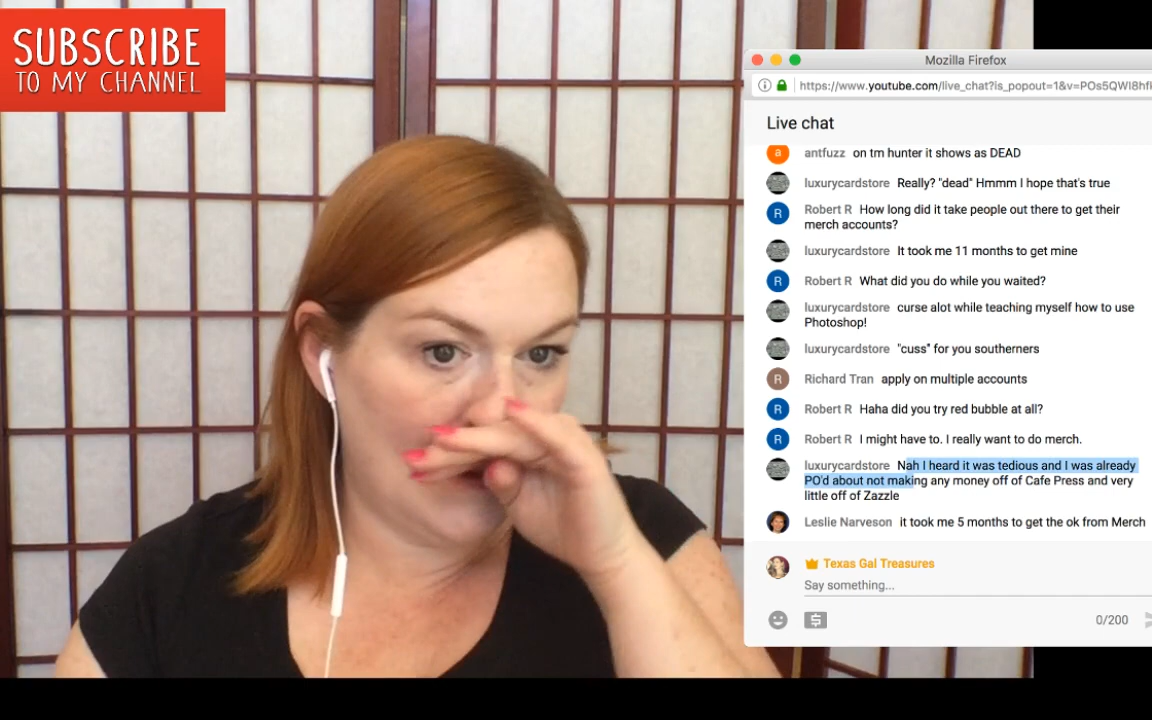 SUBSCRIBE
TO MY CHANNEL
Mozilla Firefox
https://www.youtube.com/live_chat?is_popout=1&v=POs5QWI8hf
Live chat
a antfuzz on tm hunter it shows as DEAD
luxurycardstore Really? "dead" Hmmm I hope that's true
R Robert R How long did it take people out there to get their
merch accounts?
luxurycardstore It took me 11 months to get mine
R Robert R What did you do while you waited?
luxurycardstore curse alot while teaching myself how to use
Photoshop!
luxurycardstore "cuss" for you southerners
R Richard Tran apply on multiple accounts
R Robert R Haha did you try red bubble at all?
R Robert R I might have to. I really want to do merch.
luxurycardstore Nah I heard it was tedious and I was already
PO'd about not making any money off of Cafe Press and very
little off of Zazzle
Leslie Narveson it took me 5 months to get the ok from Merch
Texas Gal Treasures
Say something...
$ 0/200